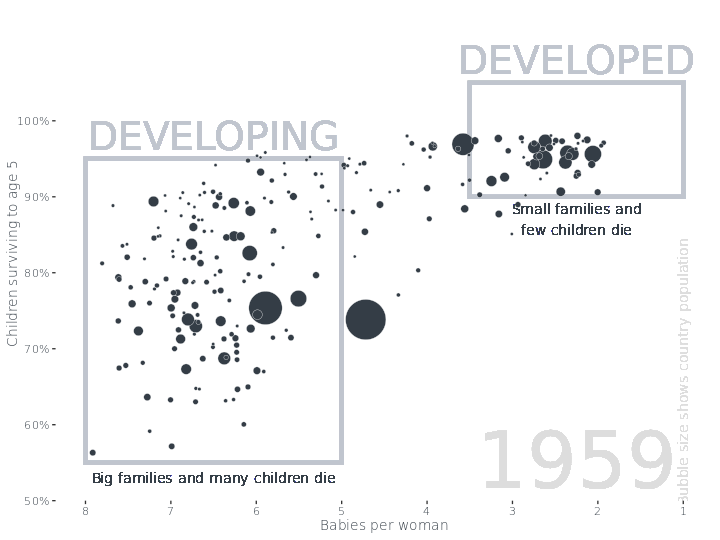 DEVELOPED
DEVELOPING
100%
90%
80%
70%
60%
50%
Children surviving to age 5
Small families and
few children die
Bubble size shows country population
1959
Big families and many children die
8
7
6
5
4
3
2
1
Babies per woman